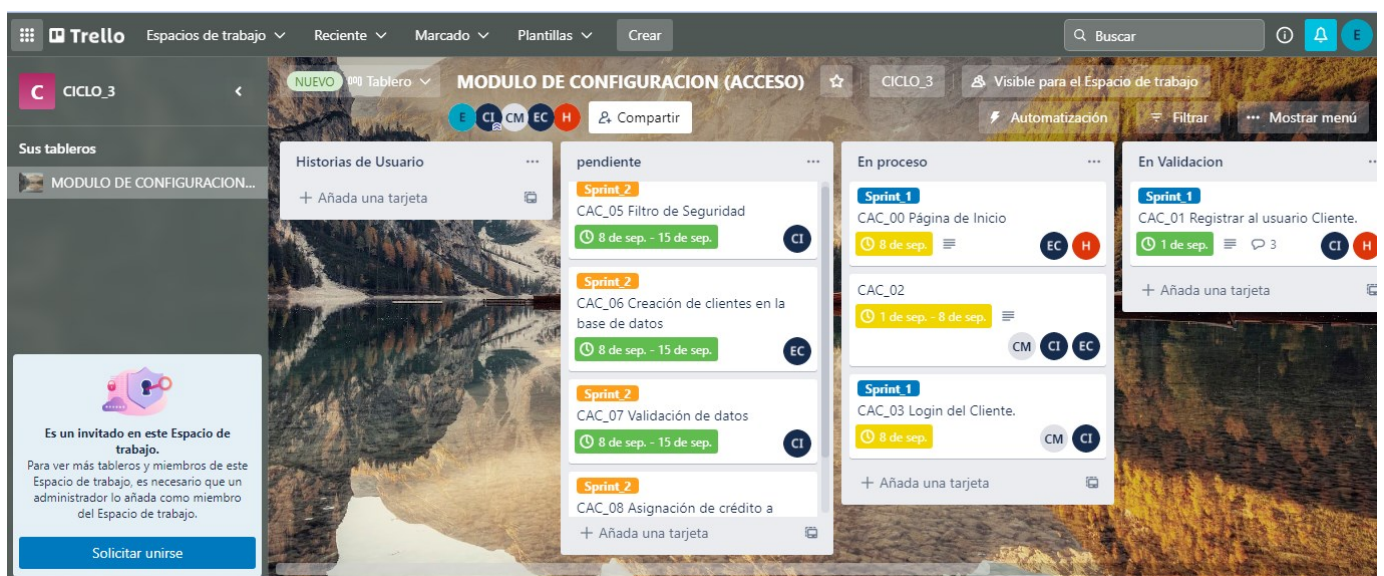 Trello
Espacios de trabajo
Reciente
Marcado
Plantillas
Crear
Buscar
E
C
CICLO_3
NUEVO
Tablero
MODULO DE CONFIGURACION (ACCESO)
CICLO_3
Visible para el Espacio de trabajo
E CI CM EC H
Compartir
Automatización
Filtrar
Mostrar menú
Sus tableros
MODULO DE CONFIGURACION...
Es un invitado en este Espacio de
trabajo.
Para ver más tableros y miembros de este
Espacio de trabajo, es necesario que un
administrador lo añada como miembro
del Espacio de trabajo.
Solicitar unirse
Historias de Usuario
+ Añada una tarjeta
pendiente
Sprint_2
CAC_05 Filtro de Seguridad
8 de sep. - 15 de sep.
CI
Sprint_2
CAC_06 Creación de clientes en la
base de datos
8 de sep. - 15 de sep.
EC
Sprint_2
CAC_07 Validación de datos
8 de sep. - 15 de sep.
CI
Sprint_2
CAC_08 Asignación de crédito a
+ Añada una tarjeta
En proceso
Sprint_1
CAC_00 Página de Inicio
8 de sep.
EC H
CAC_02
1 de sep. - 8 de sep.
CM CI EC
Sprint_1
CAC_03 Login del Cliente.
8 de sep.
CM CI
+ Añada una tarjeta
En Validacion
Sprint_1
CAC_01 Registrar al usuario Cliente.
1 de sep.
3
CI H
+ Añada una tarjeta